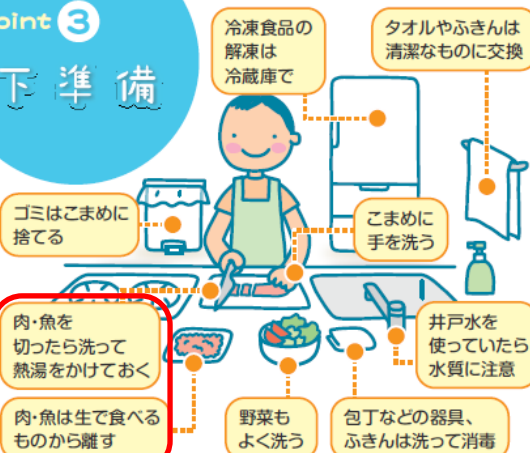 point 3
下準備
冷凍食品の
解凍は
冷蔵庫で
タオルやふきんは
清潔なものに交換
ゴミはこまめに
捨てる
こまめに
手を洗う
肉・魚を
切ったら洗って
熱湯をかけておく
井戸水を
使っていたら
水質に注意
肉・魚は生で食べる
ものから離す
野菜も
よく洗う
包丁などの器具、
ふきんは洗って消毒